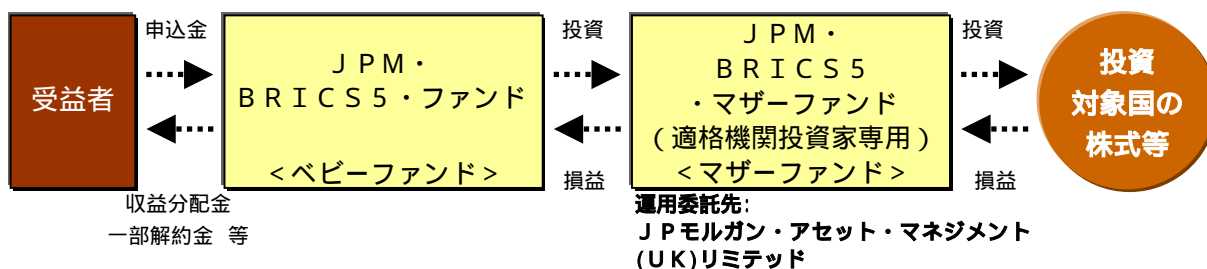 受益者
申込金
収益分配金
一部解約金 等
ＪＰＭ・
ＢＲＩＣＳ５・ファンド
<ベビーファンド>
投資
損益
ＪＰＭ・
ＢＲＩＣＳ５
・マザーファンド
(適格機関投資家専用)
<マザーファンド>
運用委託先:
ＪＰモルガン・アセット・マネジメント
(ＵＫ)リミテッド
投資
損益
投資
対象国の
株式等